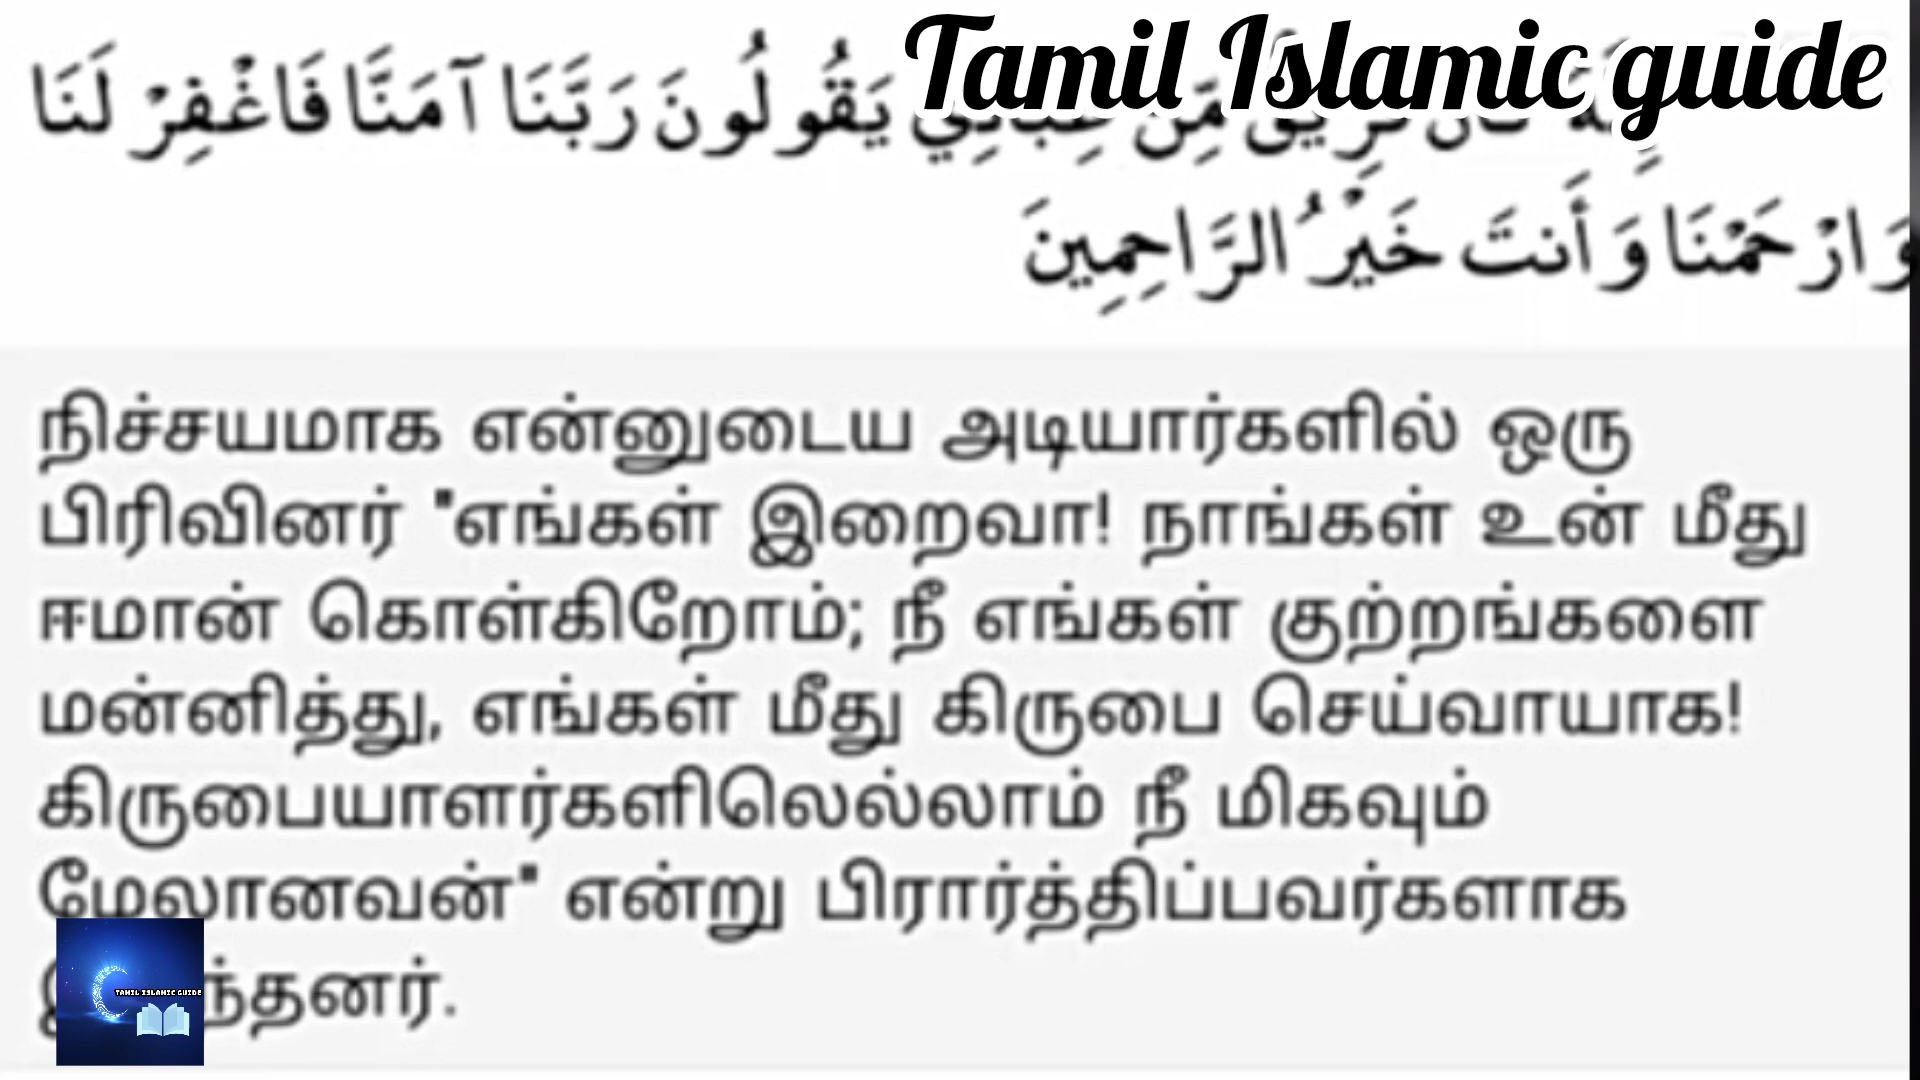 Tamil Islamic guide
يَقُولُونَ رَبَّنَا آمَنَّا فَاغْفِرْ لَنَا
وَارْحَمْنَا وَأَنتَ خَيْرُ الرَّاحِمِينَ
நிச்சயமாக என்னுடைய அடியார்களில் ஒரு
பிரிவினர் "எங்கள் இறைவா! நாங்கள் உன் மீது
ஈமான் கொள்கிறோம்; நீ எங்கள் குற்றங்களை
மன்னித்து, எங்கள் மீது கிருபை செய்வாயாக!
கிருபையாளர்களிலெல்லாம் நீ மிகவும்
மேலானவன்" என்று பிரார்த்திப்பவர்களாக
TAMIL ISLAMIC GUIDE